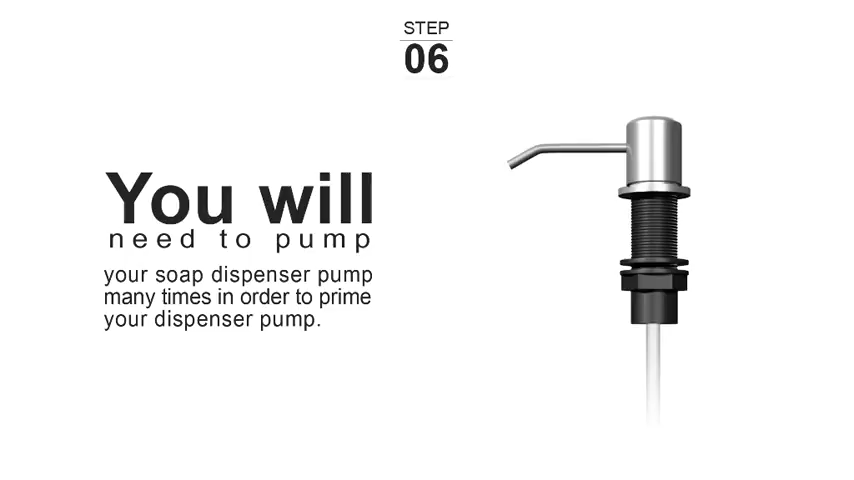 STEP
06
You will
need to pump
your soap dispenser pump
many times in order to prime
your dispenser pump.